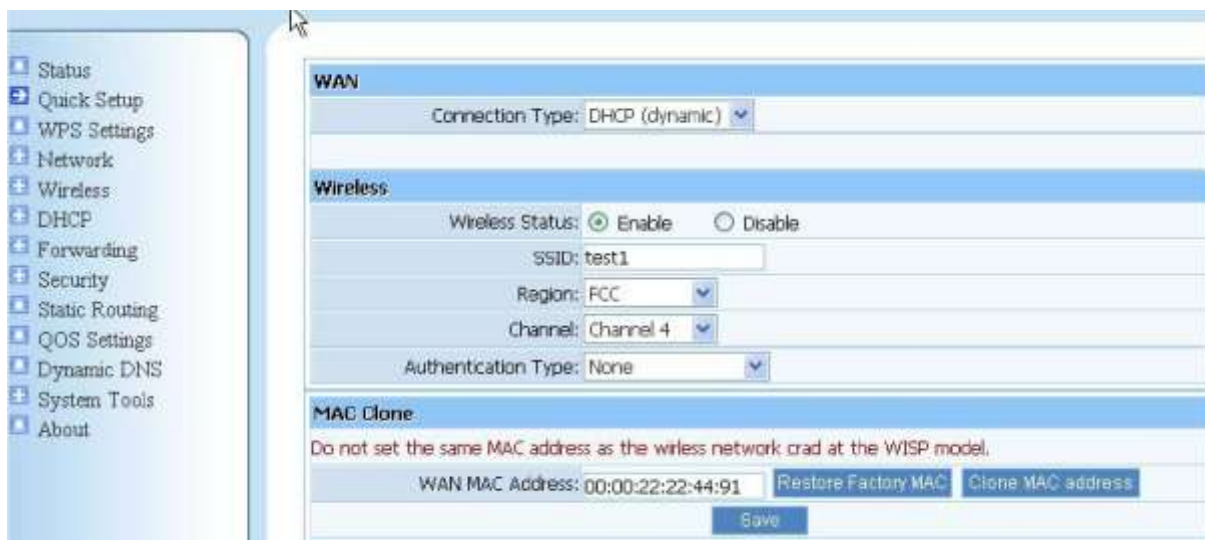 Status
Quick Setup
WPS Settings
Network
Wireless
DHCP
Forwarding
Security
Static Routing
QOS Settings
Dynamic DNS
System Tools
About
WAN
Connection Type: DHCP (dynamic)
Wireless
Wireless Status: Enable Disable
SSID: test1
Region: FCC
Channel: Channel 4
Authentication Type: None
MAC Clone
Do not set the same MAC address as the wirless network crad at the WISP model.
WAN MAC Address: 00:00:22:22:44:91 Restore Factory MAC Clone MAC address
Save